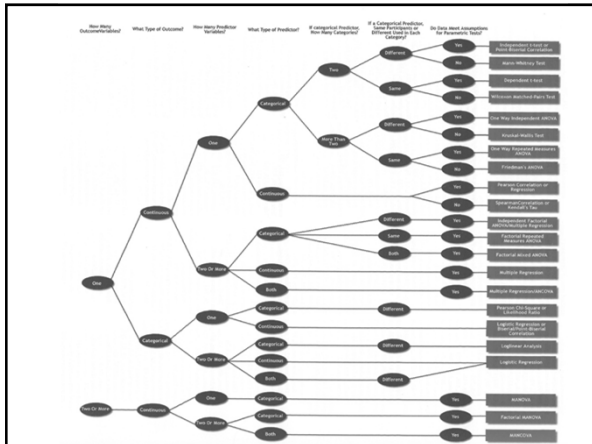 How Many
Outcome Variables?
What Type of Outcome?
How Many Predictor
Variables?
What Type of Predictor?
If categorical Predictor,
How Many Categories?
If a Categorical Predictor,
Same Participants or
Different Used in Each
Category?
Do Data Meet Assumptions
for Parametric Tests?
One
Continuous
One
Categorical
Two
Different
Yes
Independent t-test or
Point-Biserial Correlation
No
Mann-Whitney Test
Same
Yes
Dependent t-test
No
Wilcoxon Matched-Pairs Test
More Than
Two
Different
Yes
One Way Independent ANOVA
No
Kruskal-Wallis Test
Same
Yes
One Way Repeated Measures
ANOVA
No
Friedman's ANOVA
Continuous
Yes
Pearson Correlation or
Regression
No
Spearman Correlation or
Kendall's Tau
Two Or More
Categorical
Different
Yes
Independent Factorial
ANOVA/Multiple Regression
Same
Yes
Factorial Repeated
Measures ANOVA
Both
Yes
Factorial Mixed ANOVA
Continuous
Yes
Multiple Regression
Both
Yes
Multiple Regression/ANCOVA
Categorical
One
Categorical
Different
Pearson Chi-Square or
Likelihood Ratio
Continuous
Logistic Regression or
Biserial/Point-Biserial
Correlation
Two Or More
Categorical
Different
Loglinear Analysis
Continuous
Logistic Regression
Both
Different
Two Or More
Continuous
One
Categorical
Yes
MANOVA
Two Or More
Categorical
Yes
Factorial MANOVA
Both
Yes
MANCOVA